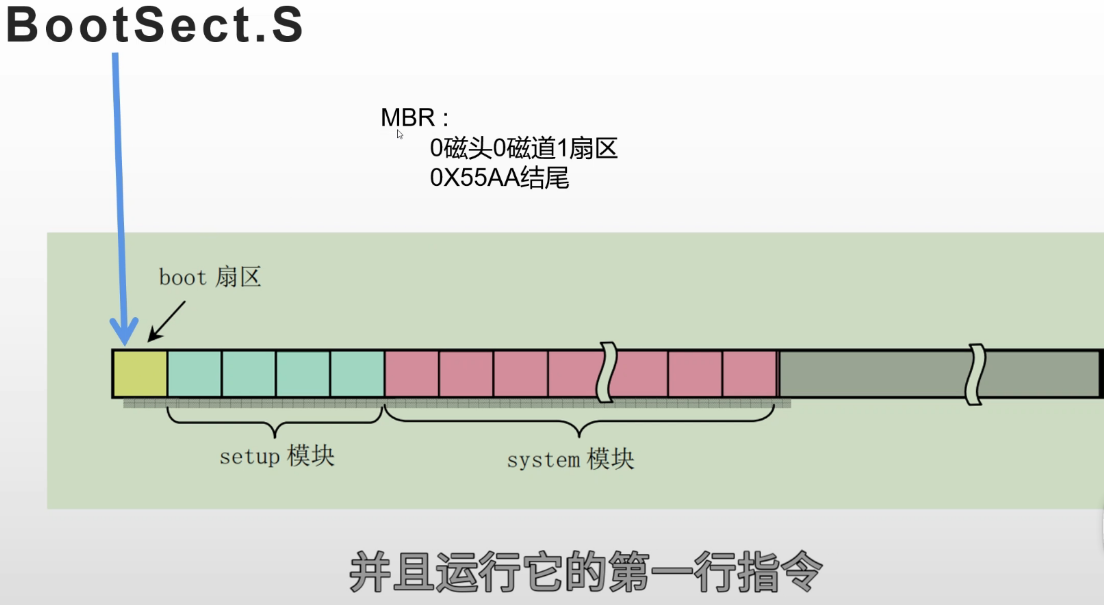 BootSect.S
MBR :
0磁头0磁道1扇区
0X55AA结尾
boot 扇区
setup 模块
system 模块
并且运行它的第一行指令